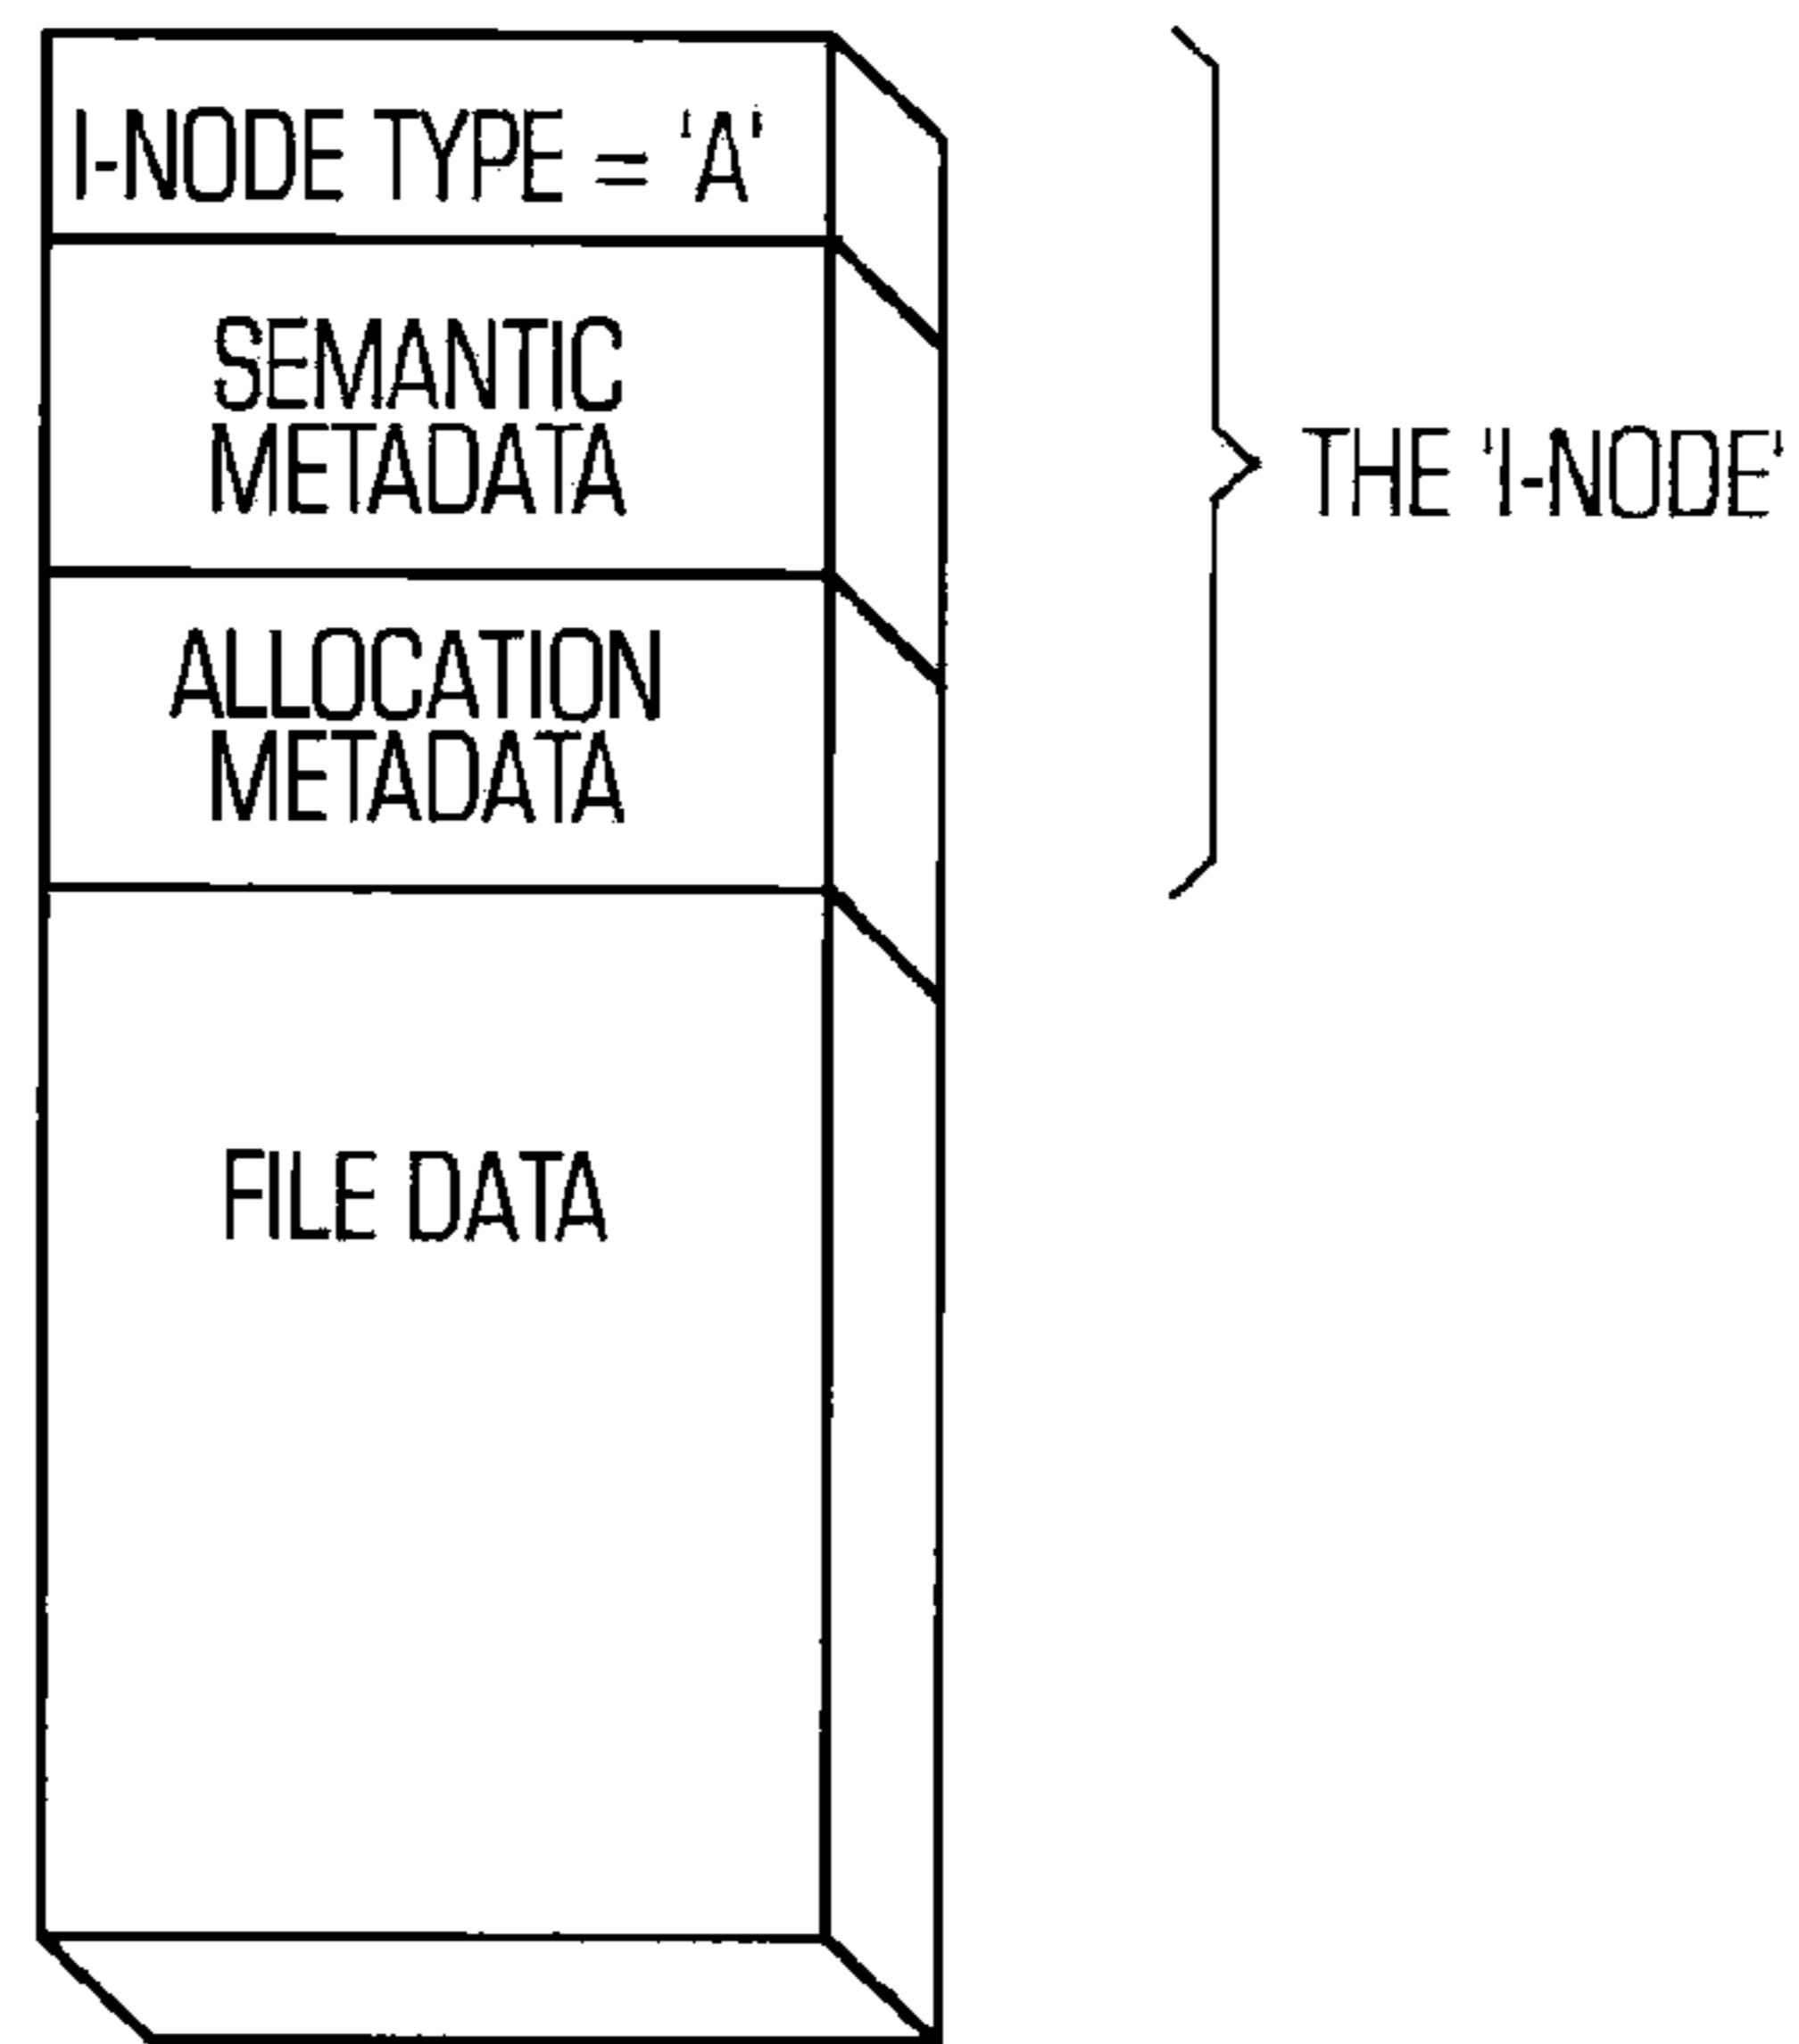 I-NODE TYPE = 'A'
SEMANTIC
METADATA
THE 'I-NODE'
ALLOCATION
METADATA
FILE DATA